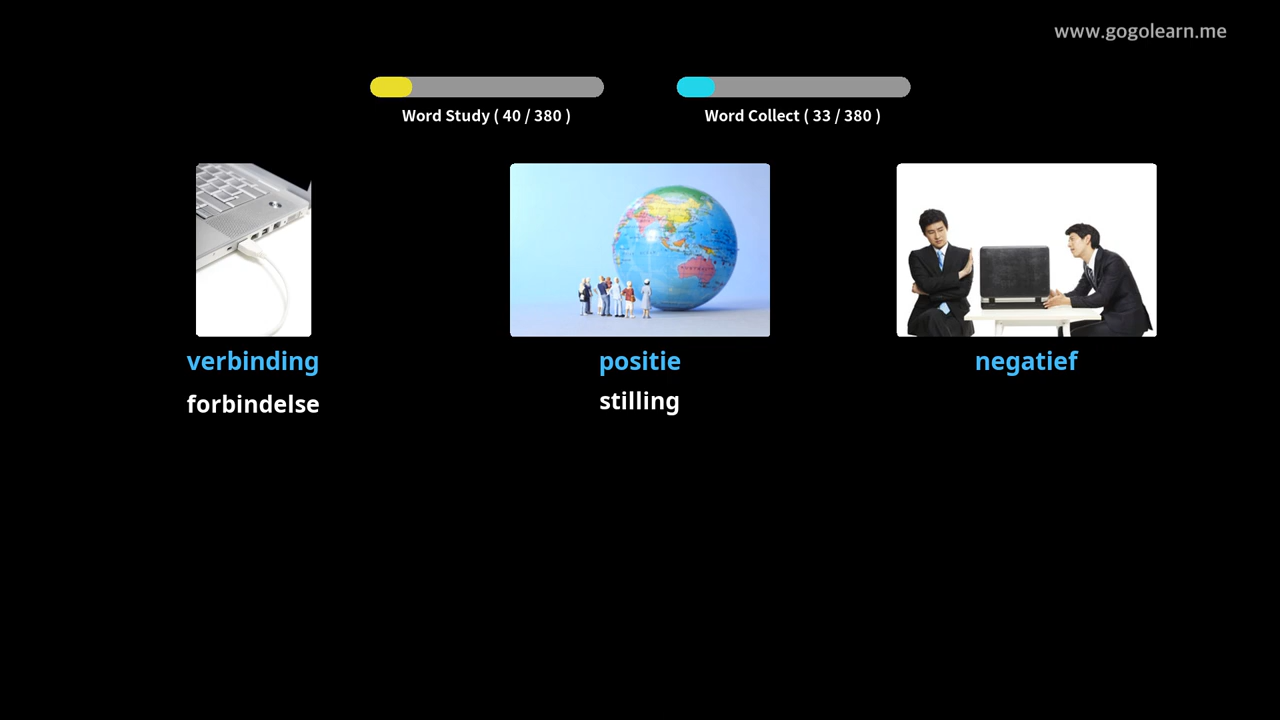 www.gogolearn.me
Word Study ( 40 / 380 )
Word Collect ( 33 / 380 )
verbinding
positie
negatief
forbindelse
stilling